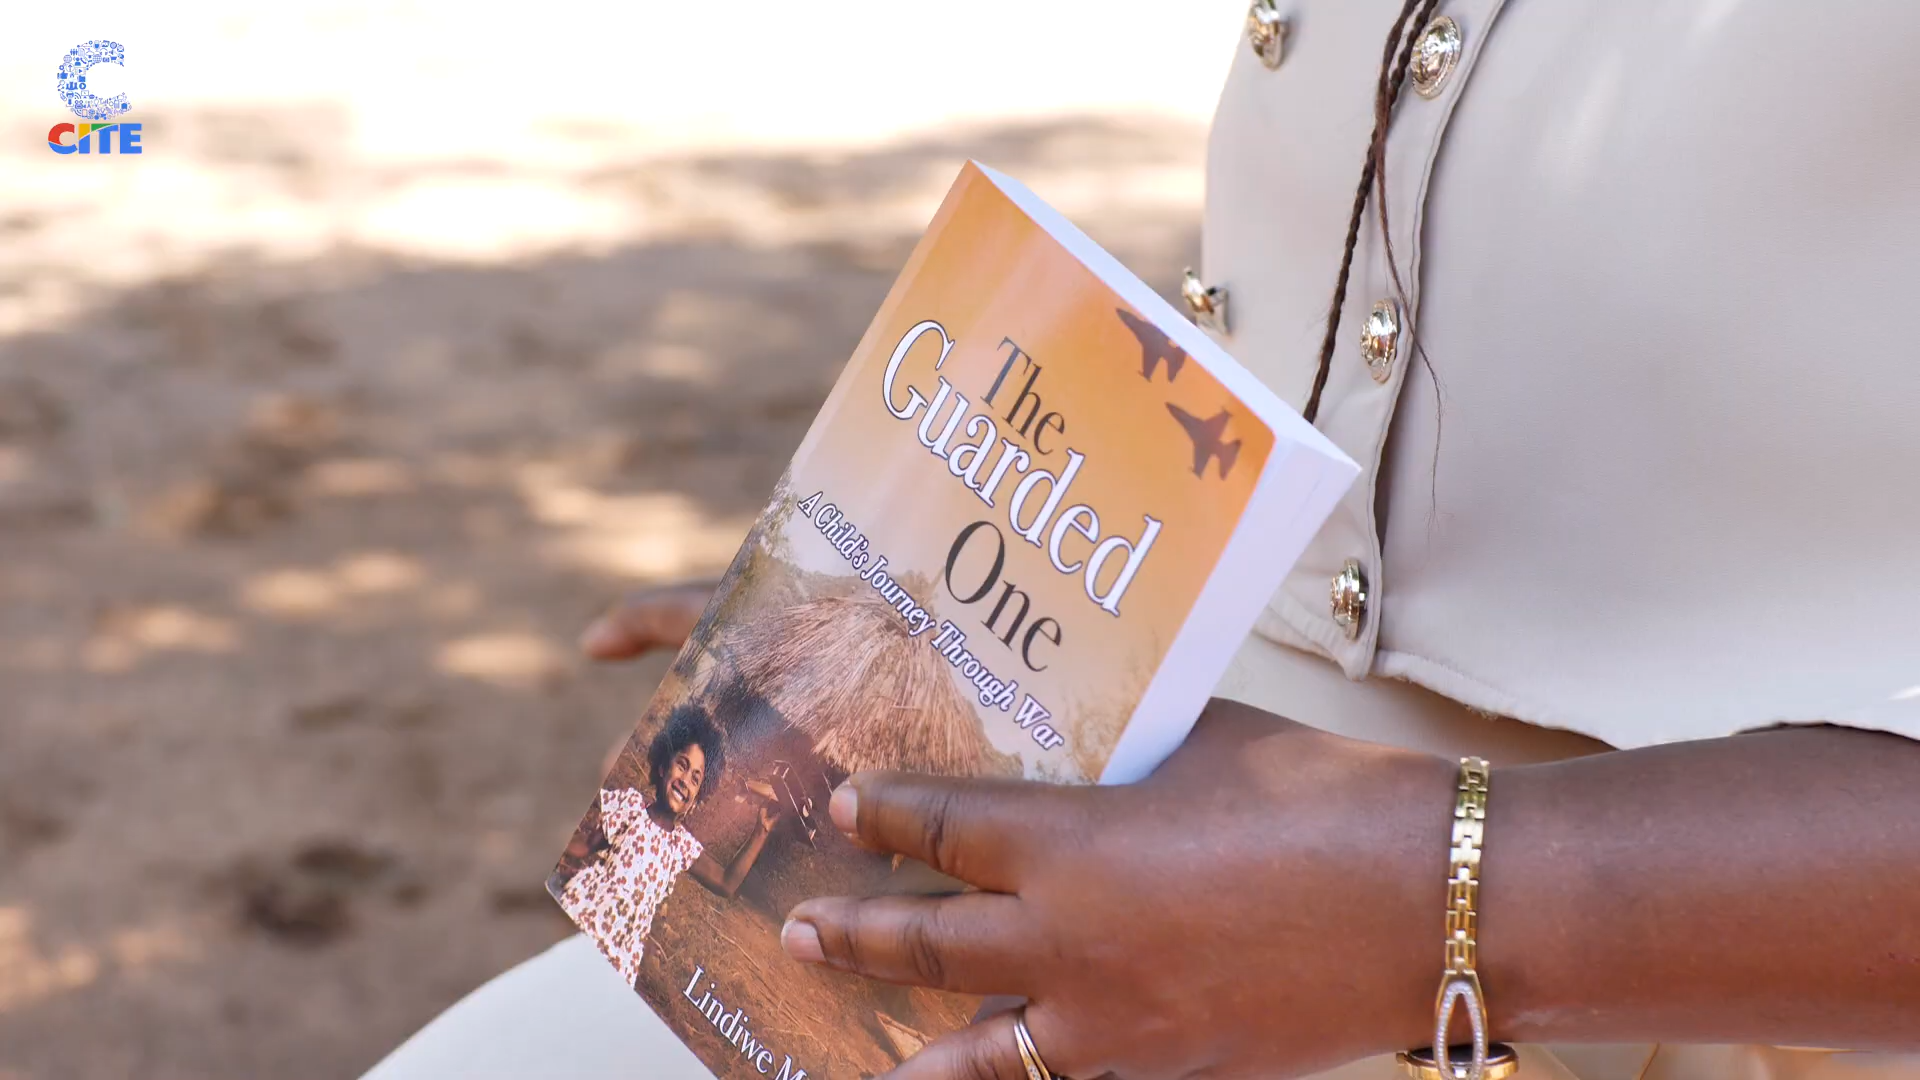 C
CITE
The
Guarded
One
A Child's Journey Through War
Lindiwe